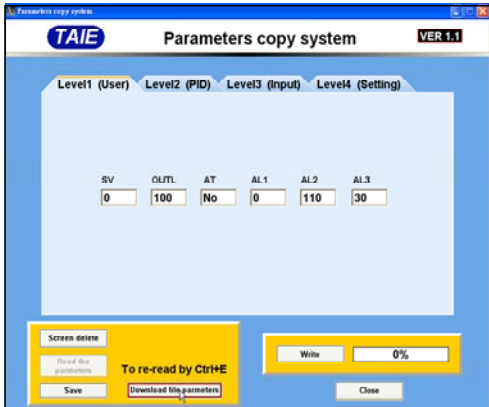 Parameters copy system
TAIE
Parameters copy system
VER 1.1
Level1 (User) Level2 (PID) Level3 (Input) Level4 (Setting)
SV OUTL AT AL1 AL2 AL3
0 100 No 0 110 30
Screen delete
Read the parmeters
To re-read by Ctrl+E
Save
Download file parmeters
Write
0%
Close